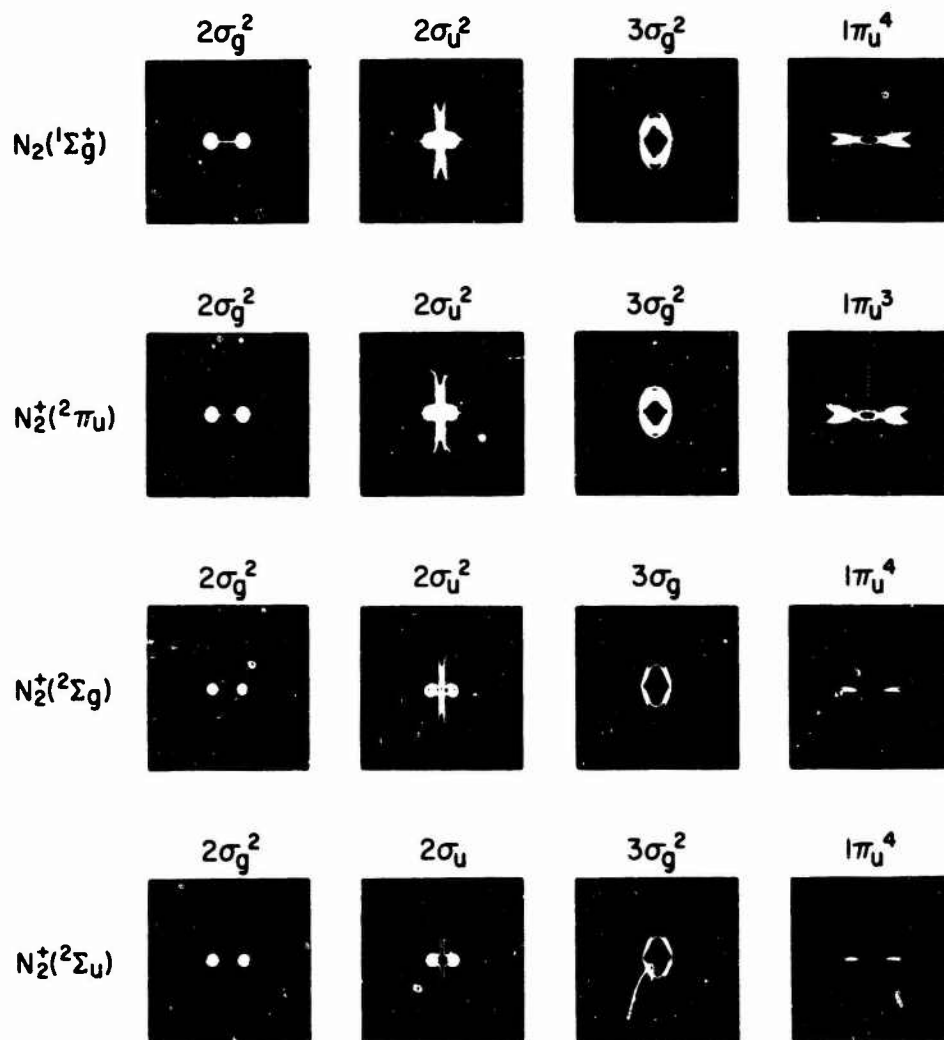 2σg² 2σu² 3σg² 1πu⁴
N₂(¹Σg⁺)
2σg² 2σu² 3σg² 1πu³
N₂⁺(²πu)
2σg² 2σu² 3σg 1πu⁴
N₂⁺(²Σg)
2σg² 2σu 3σg² 1πu⁴
N₂⁺(²Σu)